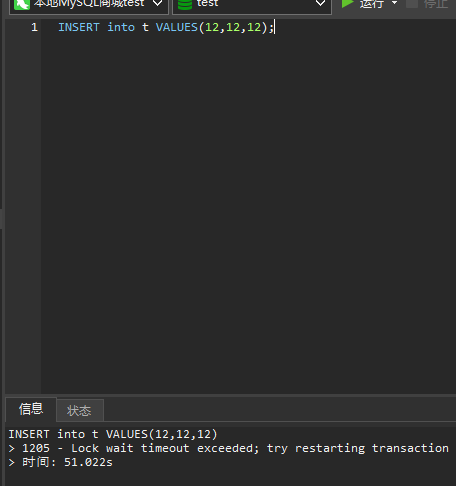 本地MySQL商城test test 运行 停止
1 INSERT into t VALUES(12,12,12);
信息 状态
INSERT into t VALUES(12,12,12)
> 1205 - Lock wait timeout exceeded; try restarting transaction
> 时间: 51.022s